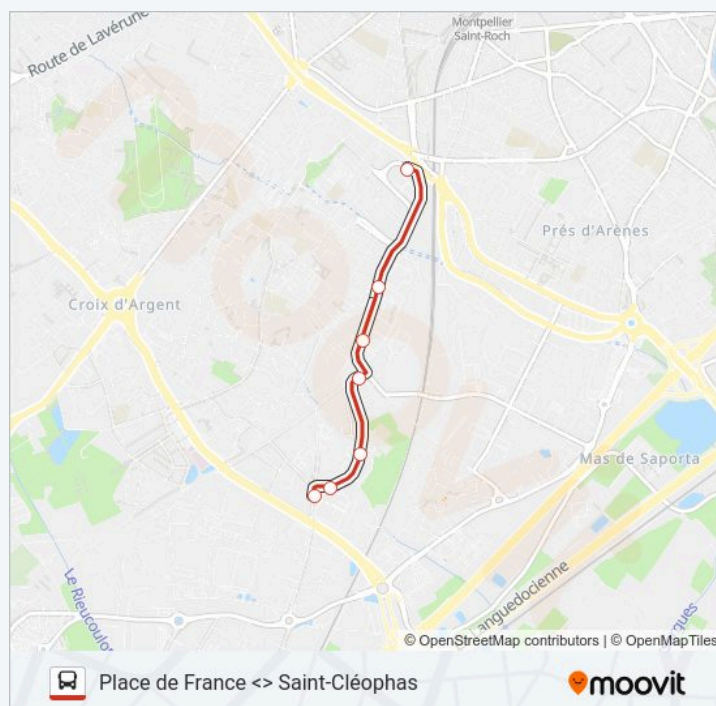 Montpellier
Saint-Roch
Route de Lavérune
Prés d'Arènes
Croix d'Argent
Mas de Saporta
Le Rieucoulon
Languedocienne
© OpenStreetMap contributors | © OpenMapTiles
Place de France <> Saint-Cléophas
moovit